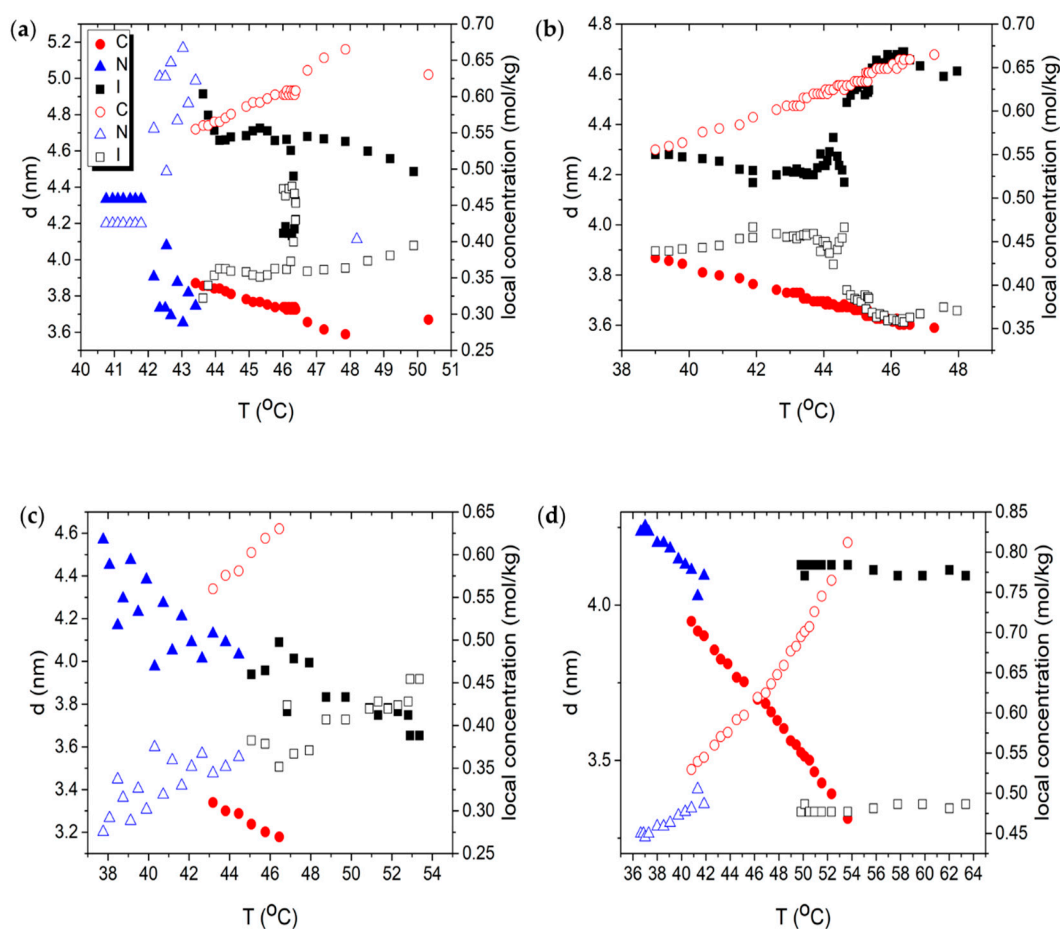 (a)
C
N
I
C
N
I
5.2
5.0
4.8
4.6
4.4
4.2
4.0
3.8
3.6
d (nm)
0.70
0.65
0.60
0.55
0.50
0.45
0.40
0.35
0.30
0.25
local concentration (mol/kg)
40 41 42 43 44 45 46 47 48 49 50 51
T (°C)
(b)
4.8
4.6
4.4
4.2
4.0
3.8
3.6
d (nm)
0.70
0.65
0.60
0.55
0.50
0.45
0.40
0.35
local concentration (mol/kg)
38 40 42 44 46 48
T (°C)
(c)
4.6
4.4
4.2
4.0
3.8
3.6
3.4
3.2
d (nm)
0.65
0.60
0.55
0.50
0.45
0.40
0.35
0.30
0.25
local concentration (mol/kg)
38 40 42 44 46 48 50 52 54
T (°C)
(d)
4.0
3.5
d (nm)
0.85
0.80
0.75
0.70
0.65
0.60
0.55
0.50
0.45
local concentration (mol/kg)
36 38 40 42 44 46 48 50 52 54 56 58 60 62 64
T (°C)